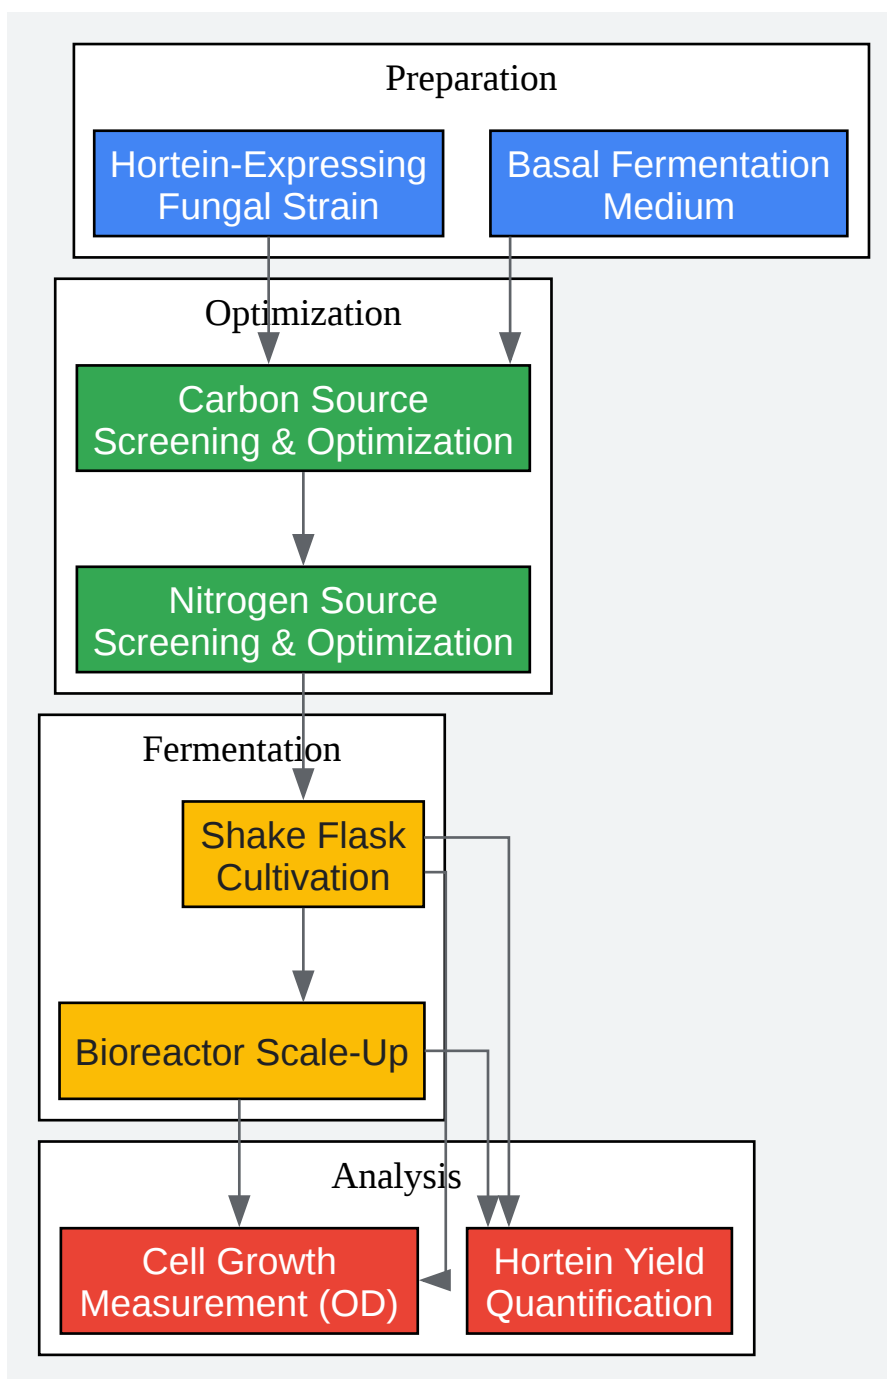 Preparation
Hortein-Expressing
Fungal Strain
Basal Fermentation
Medium
Optimization
Carbon Source
Screening & Optimization
Nitrogen Source
Screening & Optimization
Fermentation
Shake Flask
Cultivation
Bioreactor Scale-Up
Analysis
Cell Growth
Measurement (OD)
Hortein Yield
Quantification